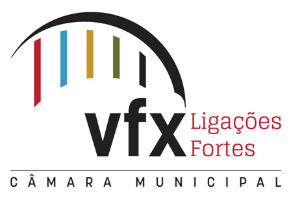 vfx Ligações
Fortes
CÂMARA MUNICIPAL